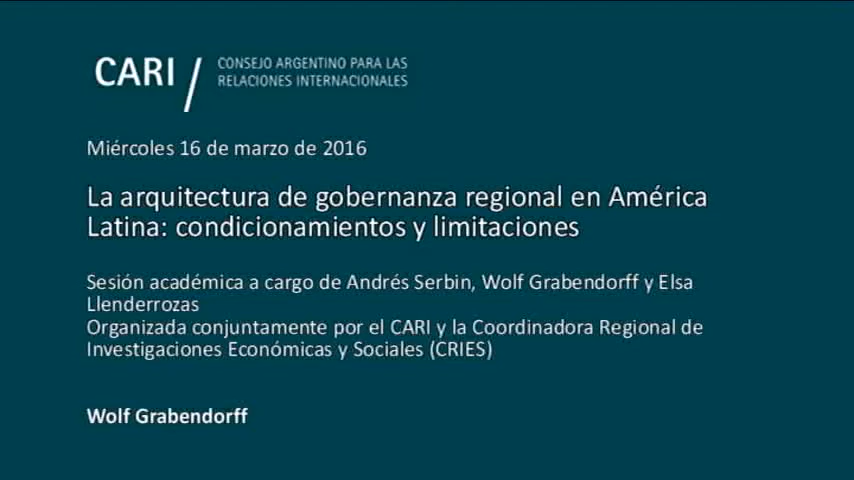 CARI /
CONSEJO ARGENTINO PARA LAS
RELACIONES INTERNACIONALES
Miércoles 16 de marzo de 2016
La arquitectura de gobernanza regional en América
Latina: condicionamientos y limitaciones
Sesión académica a cargo de Andrés Serbin, Wolf Grabendorff y Elsa
Llenderrozas
Organizada conjuntamente por el CARI y la Coordinadora Regional de
Investigaciones Económicas y Sociales (CRIES)
Wolf Grabendorff